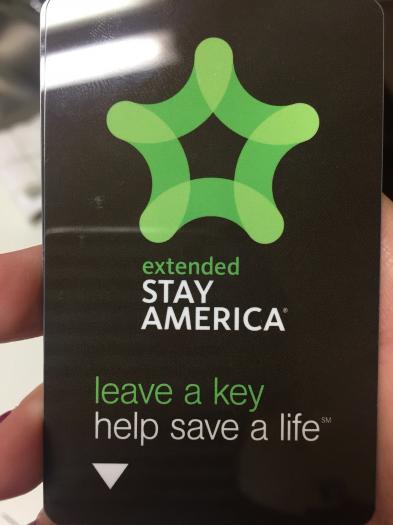 extended
STAY
AMERICA®
leave a key
help save a life℠